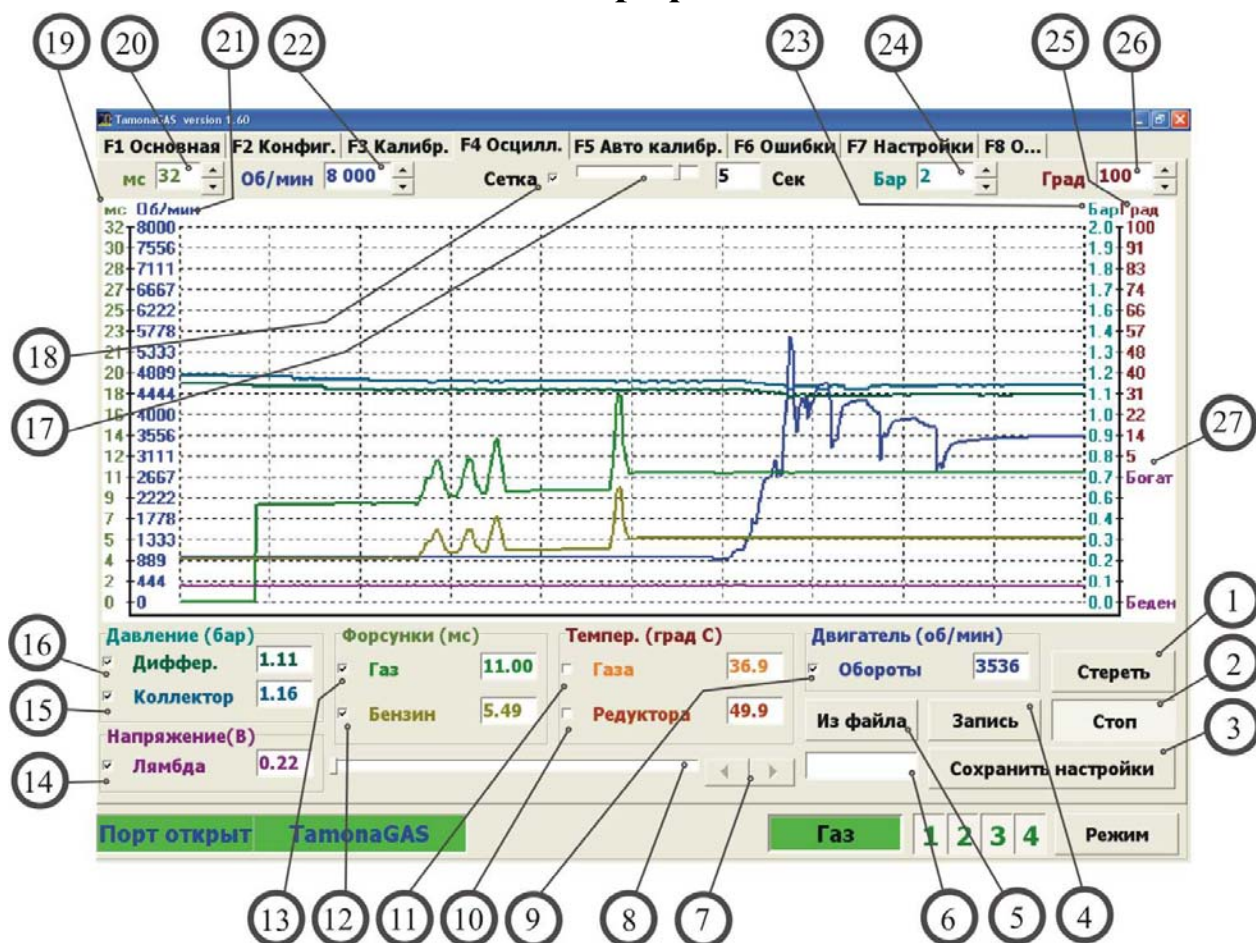 19 20 21 22 23 24 25 26
TamonaGAS version 1.60
F1 Основная F2 Конфиг. F3 Калибр. F4 Осцилл. F5 Авто калибр. F6 Ошибки F7 Настройки F8 О...
мс 32 Об/мин 8 000 Сетка 5 Сек Бар 2 Град 100
мс Об/мин Бар Град
32 8000 2.0 100
30 7556 1.9 91
28 7111 1.8 83
27 6667 1.7 74
25 6222 1.6 66
23 5778 1.4 57
21 5333 1.3 48
20 4889 1.2 40
18 4444 1.1 31
16 4000 1.0 22
14 3556 0.9 14
12 3111 0.8 5
11 2667 0.7 Богат
9 2222 0.6
7 1778 0.4
5 1333 0.3
4 889 0.2
2 444 0.1
0 0 0.0 Беден
18
17
27
Давление (бар) Форсунки (мс) Темпер. (град С) Двигатель (об/мин)
Диффер. 1.11 Газ 11.00 Газа 36.9 Обороты 3536 Стереть
Коллектор 1.16 Бензин 5.49 Редуктора 49.9 Из файла Запись Стоп
Напряжение(В)
Лямбда 0.22 Сохранить настройки
16
15
14
1
2
3
Порт открыт TamonaGAS Газ 1 2 3 4 Режим
13 12 11 10 9 8 7 6 5 4